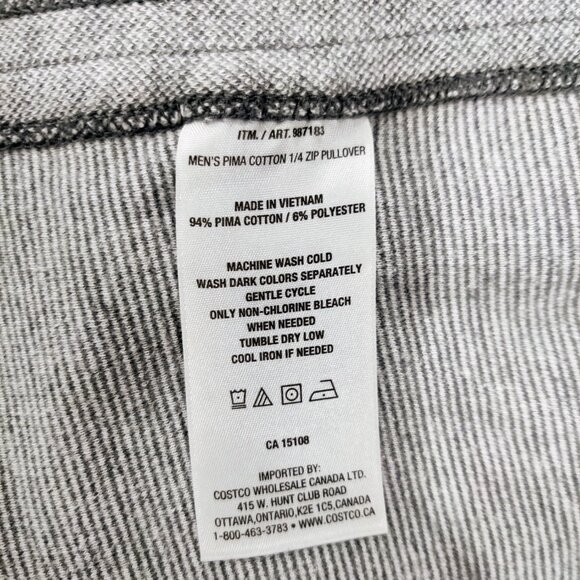 ITM. / ART. 987183
MEN'S PIMA COTTON 1/4 ZIP PULLOVER
MADE IN VIETNAM
94% PIMA COTTON / 6% POLYESTER
MACHINE WASH COLD
WASH DARK COLORS SEPARATELY
GENTLE CYCLE
ONLY NON-CHLORINE BLEACH
WHEN NEEDED
TUMBLE DRY LOW
COOL IRON IF NEEDED
CA 15108
IMPORTED BY:
COSTCO WHOLESALE CANADA LTD.
415 W. HUNT CLUB ROAD
OTTAWA,ONTARIO,K2E 1C5,CANADA
1-800-463-3783 • WWW.COSTCO.CA